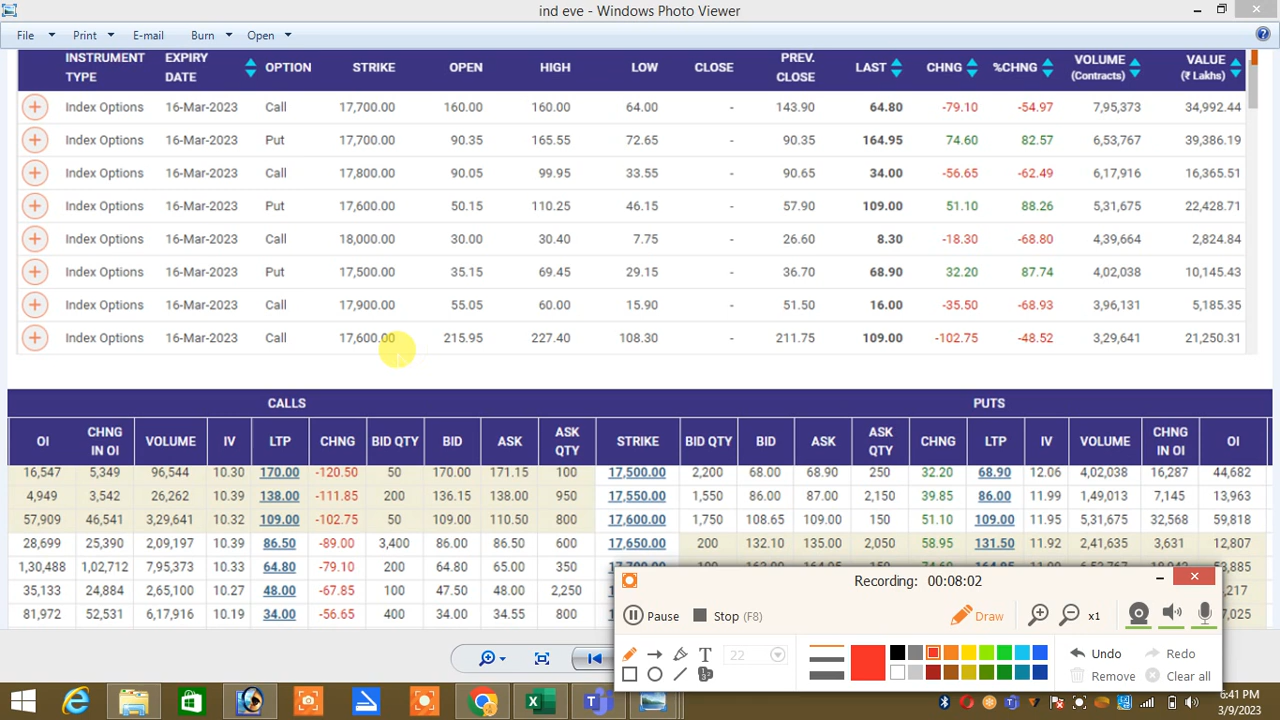 ind eve - Windows Photo Viewer
File Print E-mail Burn Open
INSTRUMENT TYPE EXPIRY DATE OPTION STRIKE OPEN HIGH LOW CLOSE PREV. CLOSE LAST CHNG %CHNG VOLUME (Contracts) VALUE (₹ Lakhs)
Index Options 16-Mar-2023 Call 17,700.00 160.00 160.00 64.00 - 143.90 64.80 -79.10 -54.97 7,95,373 34,992.44
Index Options 16-Mar-2023 Put 17,700.00 90.35 165.55 72.65 - 90.35 164.95 74.60 82.57 6,53,767 39,386.19
Index Options 16-Mar-2023 Call 17,800.00 90.05 99.95 33.55 - 90.65 34.00 -56.65 -62.49 6,17,916 16,365.51
Index Options 16-Mar-2023 Put 17,600.00 50.15 110.25 46.15 - 57.90 109.00 51.10 88.26 5,31,675 22,428.71
Index Options 16-Mar-2023 Call 18,000.00 30.00 30.40 7.75 - 26.60 8.30 -18.30 -68.80 4,39,664 2,824.84
Index Options 16-Mar-2023 Put 17,500.00 35.15 69.45 29.15 - 36.70 68.90 32.20 87.74 4,02,038 10,145.43
Index Options 16-Mar-2023 Call 17,900.00 55.05 60.00 15.90 - 51.50 16.00 -35.50 -68.93 3,96,131 5,185.35
Index Options 16-Mar-2023 Call 17,600.00 215.95 227.40 108.30 - 211.75 109.00 -102.75 -48.52 3,29,641 21,250.31
CALLS PUTS
OI CHNG IN OI VOLUME IV LTP CHNG BID QTY BID ASK ASK QTY STRIKE BID QTY BID ASK ASK QTY CHNG LTP IV VOLUME CHNG IN OI OI
16,547 5,349 96,544 10.30 170.00 -120.50 50 170.00 171.15 100 17,500.00 2,200 68.00 68.90 250 32.20 68.90 12.06 4,02,038 16,287 44,682
4,949 3,542 26,262 10.39 138.00 -111.85 200 136.15 138.00 950 17,550.00 1,550 86.00 87.00 2,150 39.85 86.00 11.99 1,49,013 7,145 13,963
57,909 46,541 3,29,641 10.32 109.00 -102.75 50 109.00 110.50 800 17,600.00 1,750 108.65 109.00 150 51.10 109.00 11.95 5,31,675 32,568 59,818
28,699 25,390 2,09,197 10.39 86.50 -89.00 3,400 86.00 86.50 600 17,650.00 200 132.10 135.00 2,050 58.95 131.50 11.92 2,41,635 3,631 12,807
1,30,488 1,02,712 7,95,373 10.33 64.80 -79.10 200 64.80 65.00 360
35,133 24,884 2,65,100 10.27 48.00 -67.85 100 47.50 48.00 2,250
81,972 52,531 6,17,916 10.19 34.00 -56.65 400 34.00 34.55 800
Recording: 00:08:02
Pause Stop (F8) Draw x1
T 22 Undo Redo
Clear all
6:41 PM
3/9/2023